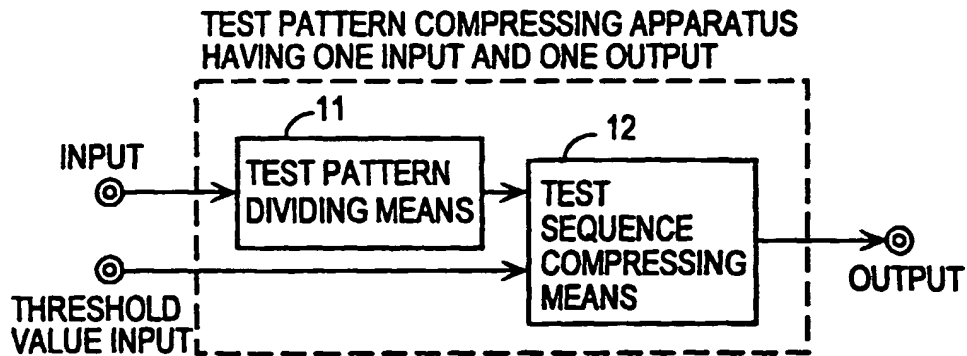 TEST PATTERN COMPRESSING APPARATUS
HAVING ONE INPUT AND ONE OUTPUT
11
12
INPUT
TEST PATTERN
DIVIDING MEANS
TEST
SEQUENCE
COMPRESSING
MEANS
OUTPUT
THRESHOLD
VALUE INPUT